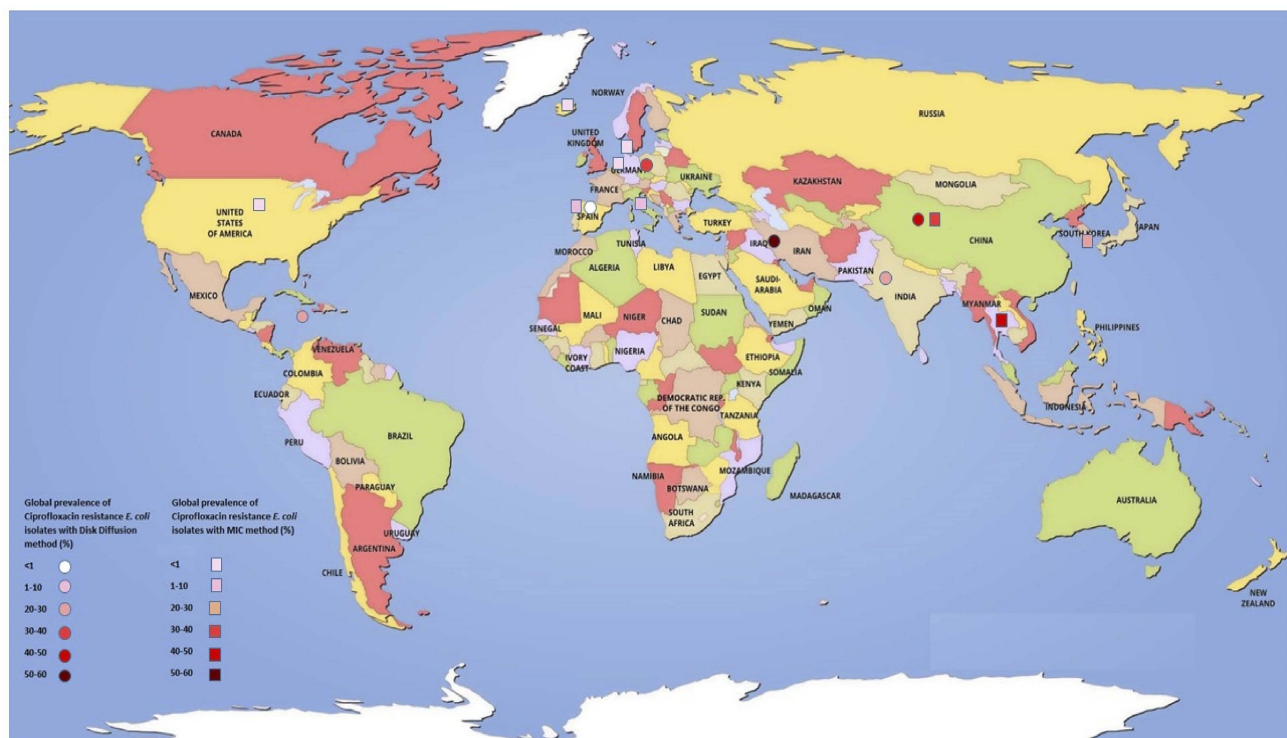 NORWAY
RUSSIA
CANADA
UNITED
KINGDOM
GERMANY
UKRAINE
KAZAKHSTAN
MONGOLIA
FRANCE
UNITED
STATES
OF AMERICA
SPAIN
TURKEY
CHINA
SOUTH KOREA
JAPAN
MOROCCO
TUNISIA
IRAQ
IRAN
ALGERIA
LIBYA
EGYPT
PAKISTAN
SAUDI-
ARABIA
MEXICO
INDIA
MYANMAR
OMAN
MALI
NIGER
CHAD
SUDAN
YEMEN
PHILIPPINES
SENEGAL
VENEZUELA
IVORY
COAST
NIGERIA
ETHIOPIA
SOMALIA
COLOMBIA
KENYA
ECUADOR
DEMOCRATIC REP.
OF THE CONGO
INDONESIA
TANZANIA
PERU
BRAZIL
ANGOLA
BOLIVIA
MOZAMBIQUE
NAMIBIA
BOTSWANA
MADAGASCAR
PARAGUAY
SOUTH
AFRICA
AUSTRALIA
URUGUAY
ARGENTINA
CHILE
NEW
ZEALAND
Global prevalence of
Ciprofloxacin resistance E. coli
isolates with Disk Diffusion
method (%)
<1
1-10
20-30
30-40
40-50
50-60
Global prevalence of
Ciprofloxacin resistance E. coli
isolates with MIC method (%)
<1
1-10
20-30
30-40
40-50
50-60